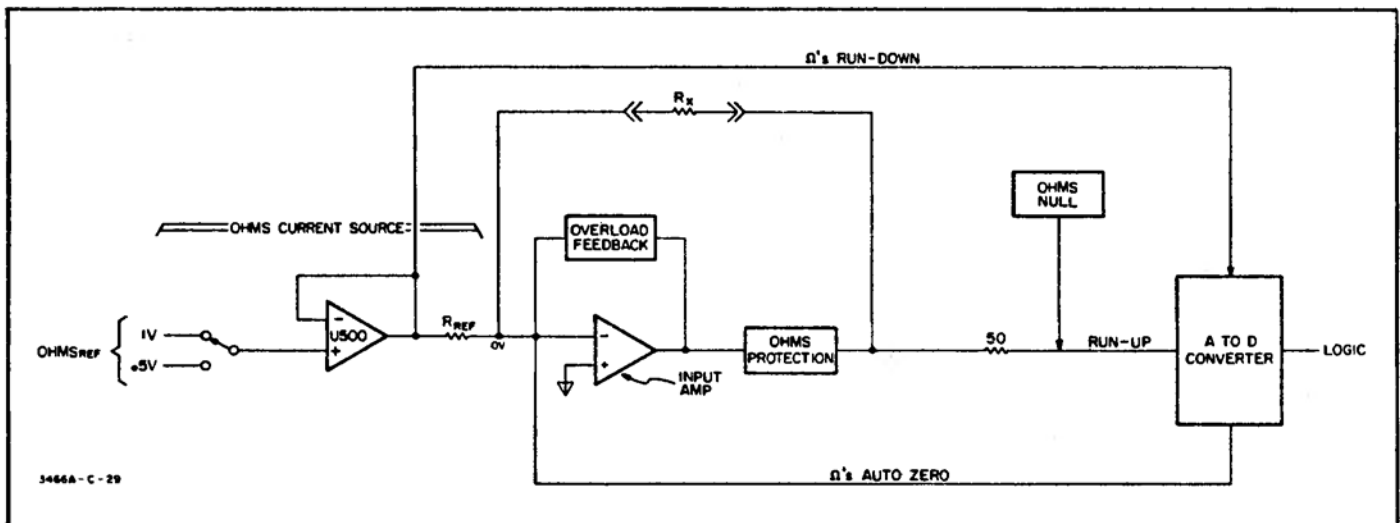 Ω's RUN-DOWN
Rx
OHMS
NULL
OHMS CURRENT SOURCE
OVERLOAD
FEEDBACK
1V
OHMSREF
.5V
-
U500
+
RREF
0V
-
+
INPUT
AMP
OHMS
PROTECTION
50
RUN-UP
A TO D
CONVERTER
LOGIC
Ω's AUTO ZERO
3466A-C-29